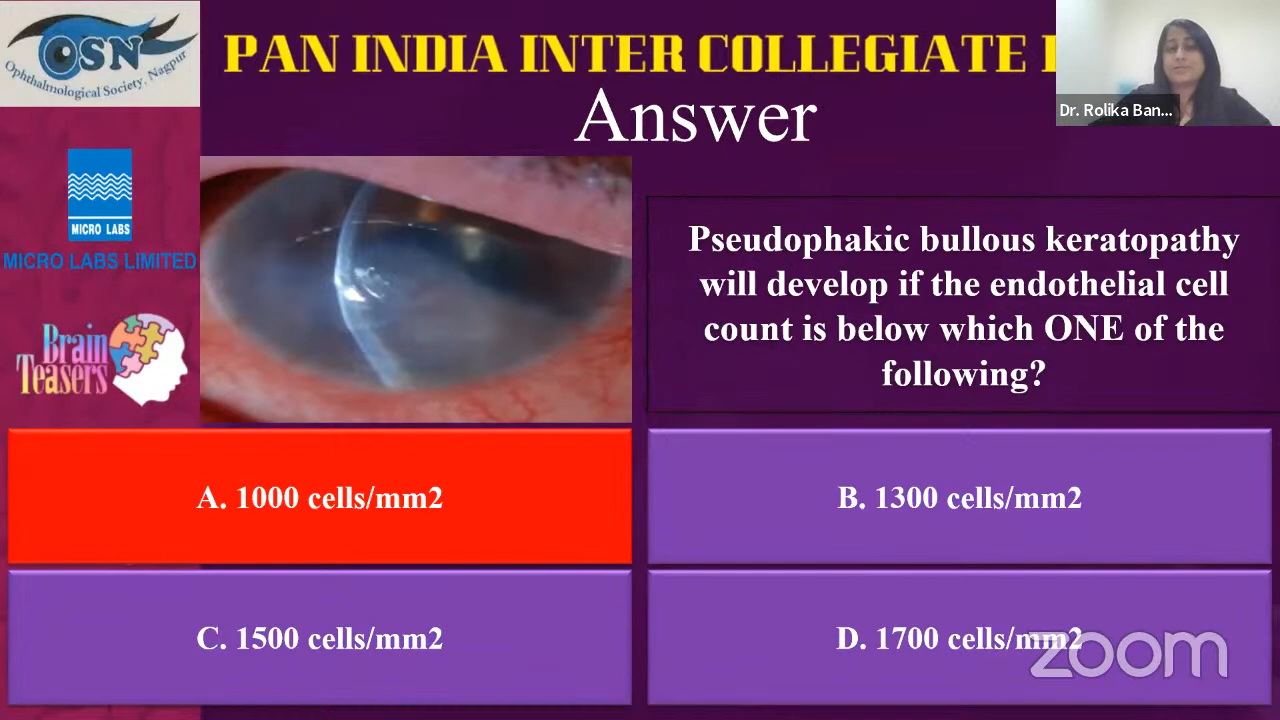 OSN
Ophthalmological Society, Nagpur
PAN INDIA INTER COLLEGIATE
Dr. Rolika Ban...
Answer
MICRO LABS
MICRO LABS LIMITED
Brain
Teasers
Pseudophakic bullous keratopathy
will develop if the endothelial cell
count is below which ONE of the
following?
A. 1000 cells/mm2
B. 1300 cells/mm2
C. 1500 cells/mm2
D. 1700 cells/mm2
zoom